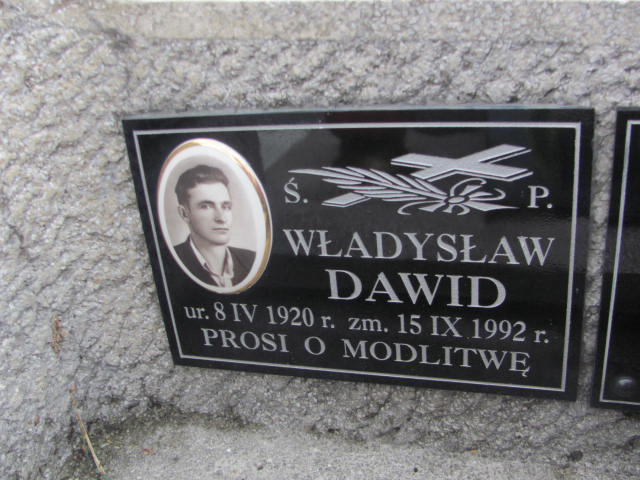 Ś. P.
WŁADYSŁAW
DAWID
ur. 8 IV 1920 r. zm. 15 IX 1992 r.
PROSI O MODLITWĘ